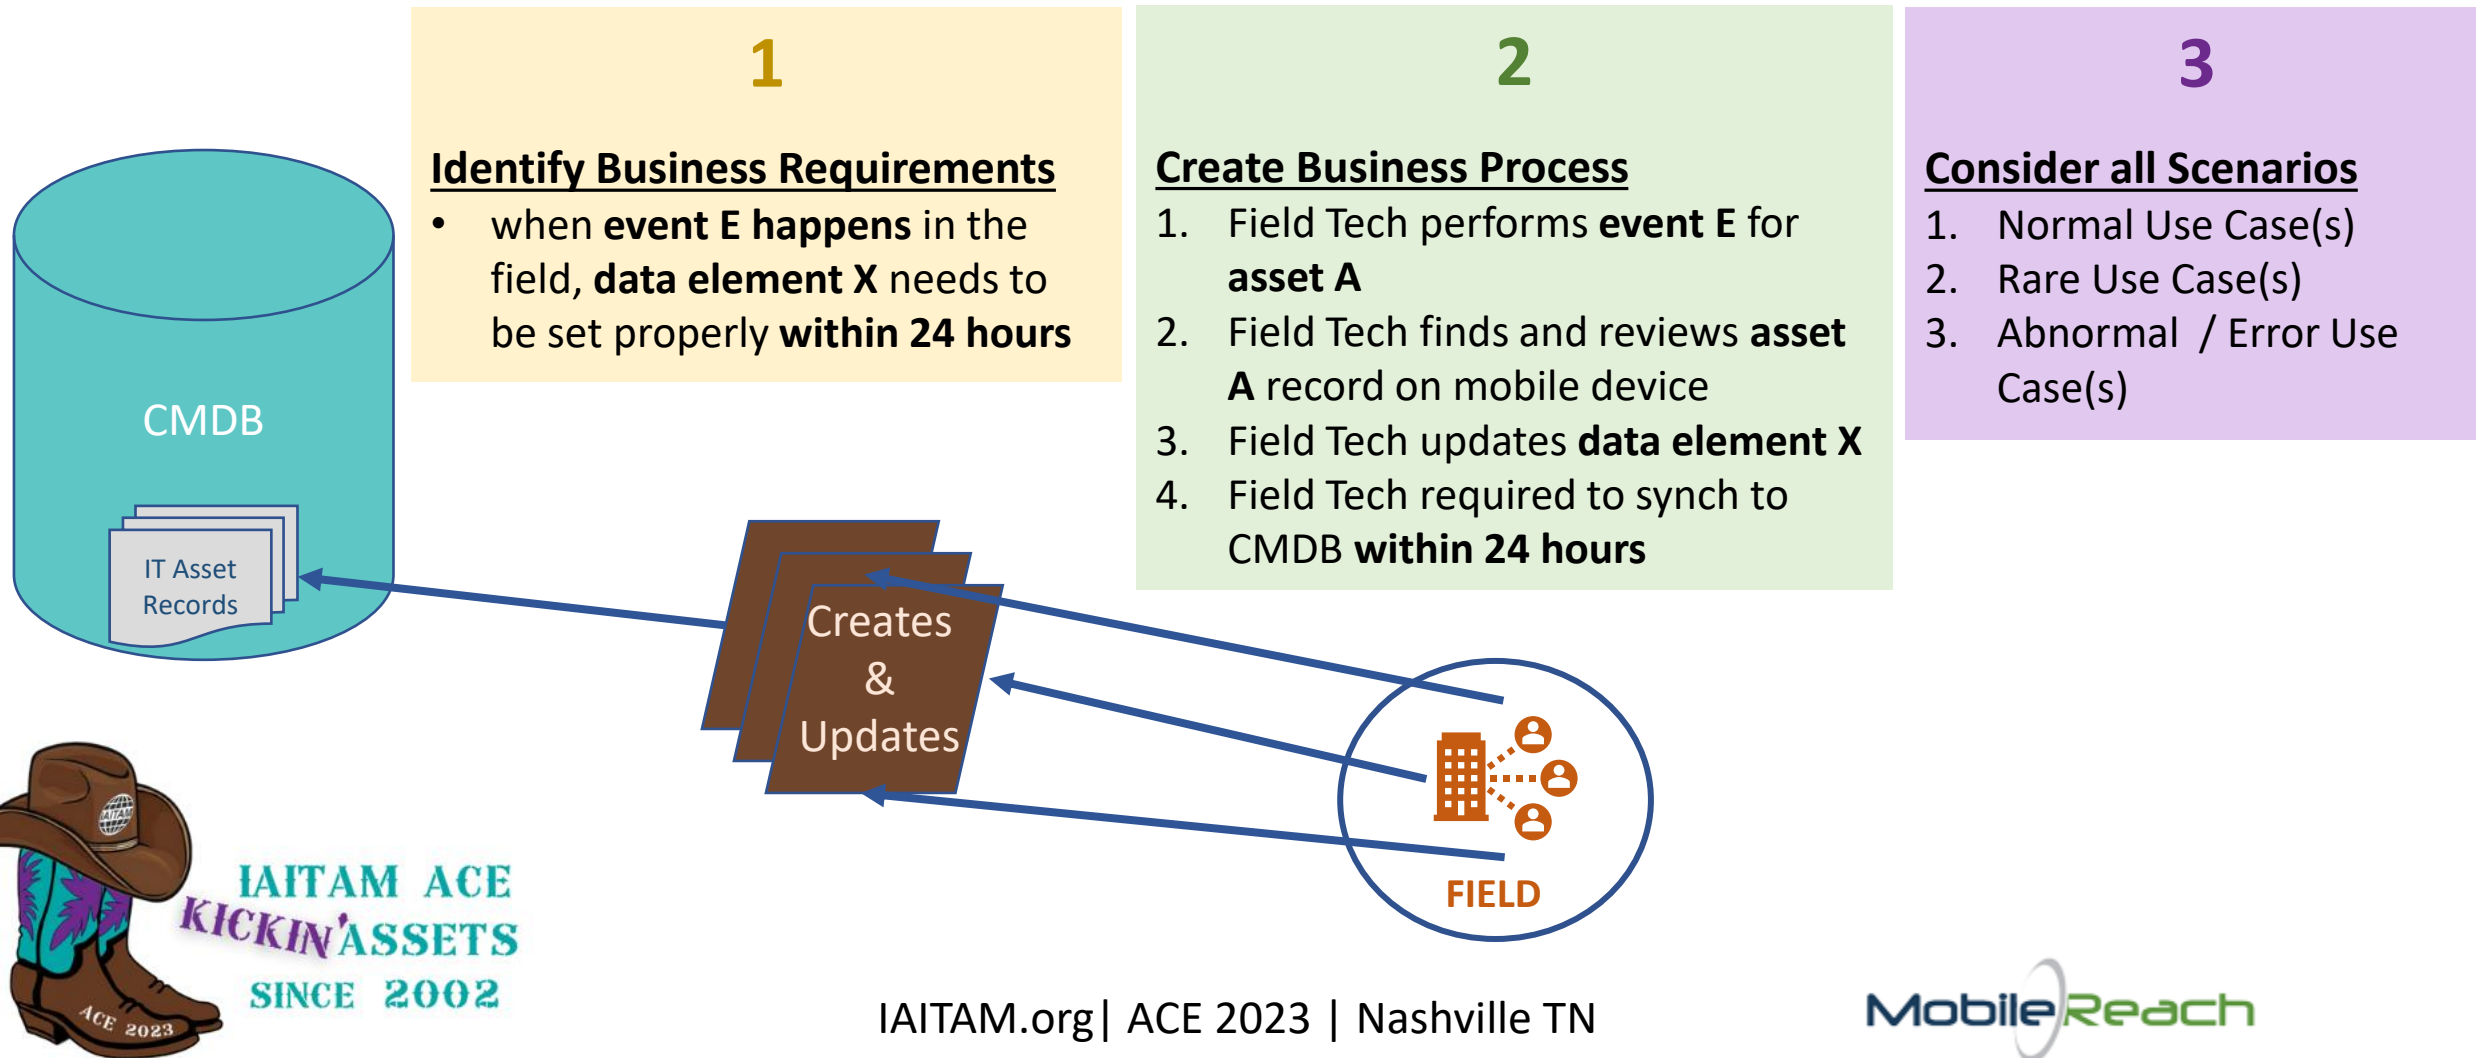 1
Identify Business Requirements
• when event E happens in the
field, data element X needs to
be set properly within 24 hours
2
Create Business Process
1. Field Tech performs event E for
asset A
2. Field Tech finds and reviews asset
A record on mobile device
3. Field Tech updates data element X
4. Field Tech required to synch to
CMDB within 24 hours
3
Consider all Scenarios
1. Normal Use Case(s)
2. Rare Use Case(s)
3. Abnormal / Error Use
Case(s)
CMDB
IT Asset
Records
Creates
&
Updates
FIELD
IAITAM
ACE 2023
IAITAM ACE
KICKIN'ASSETS
SINCE 2002
IAITAM.org| ACE 2023 | Nashville TN
MobileReach